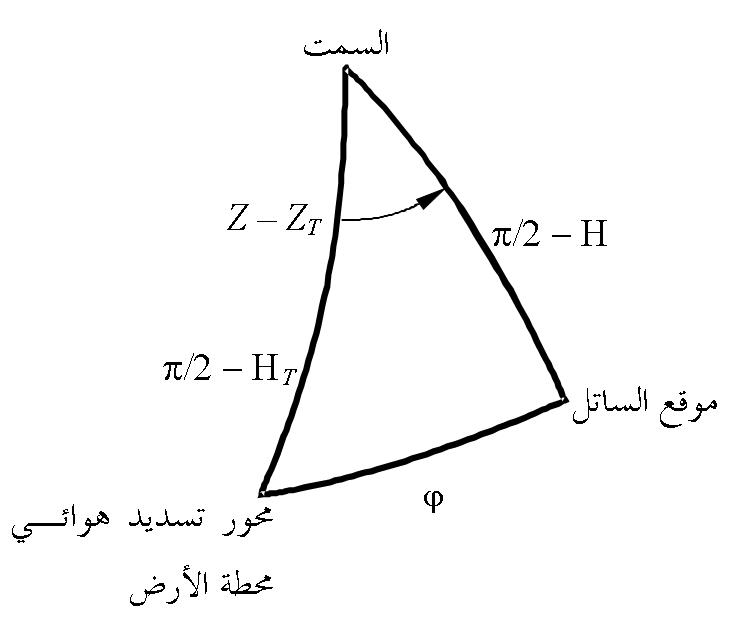 السمت
Z – Z_T
π/2 – H
π/2 – H_T
موقع الساتل
φ
محور تسديد هوائـــي
محطة الأرض